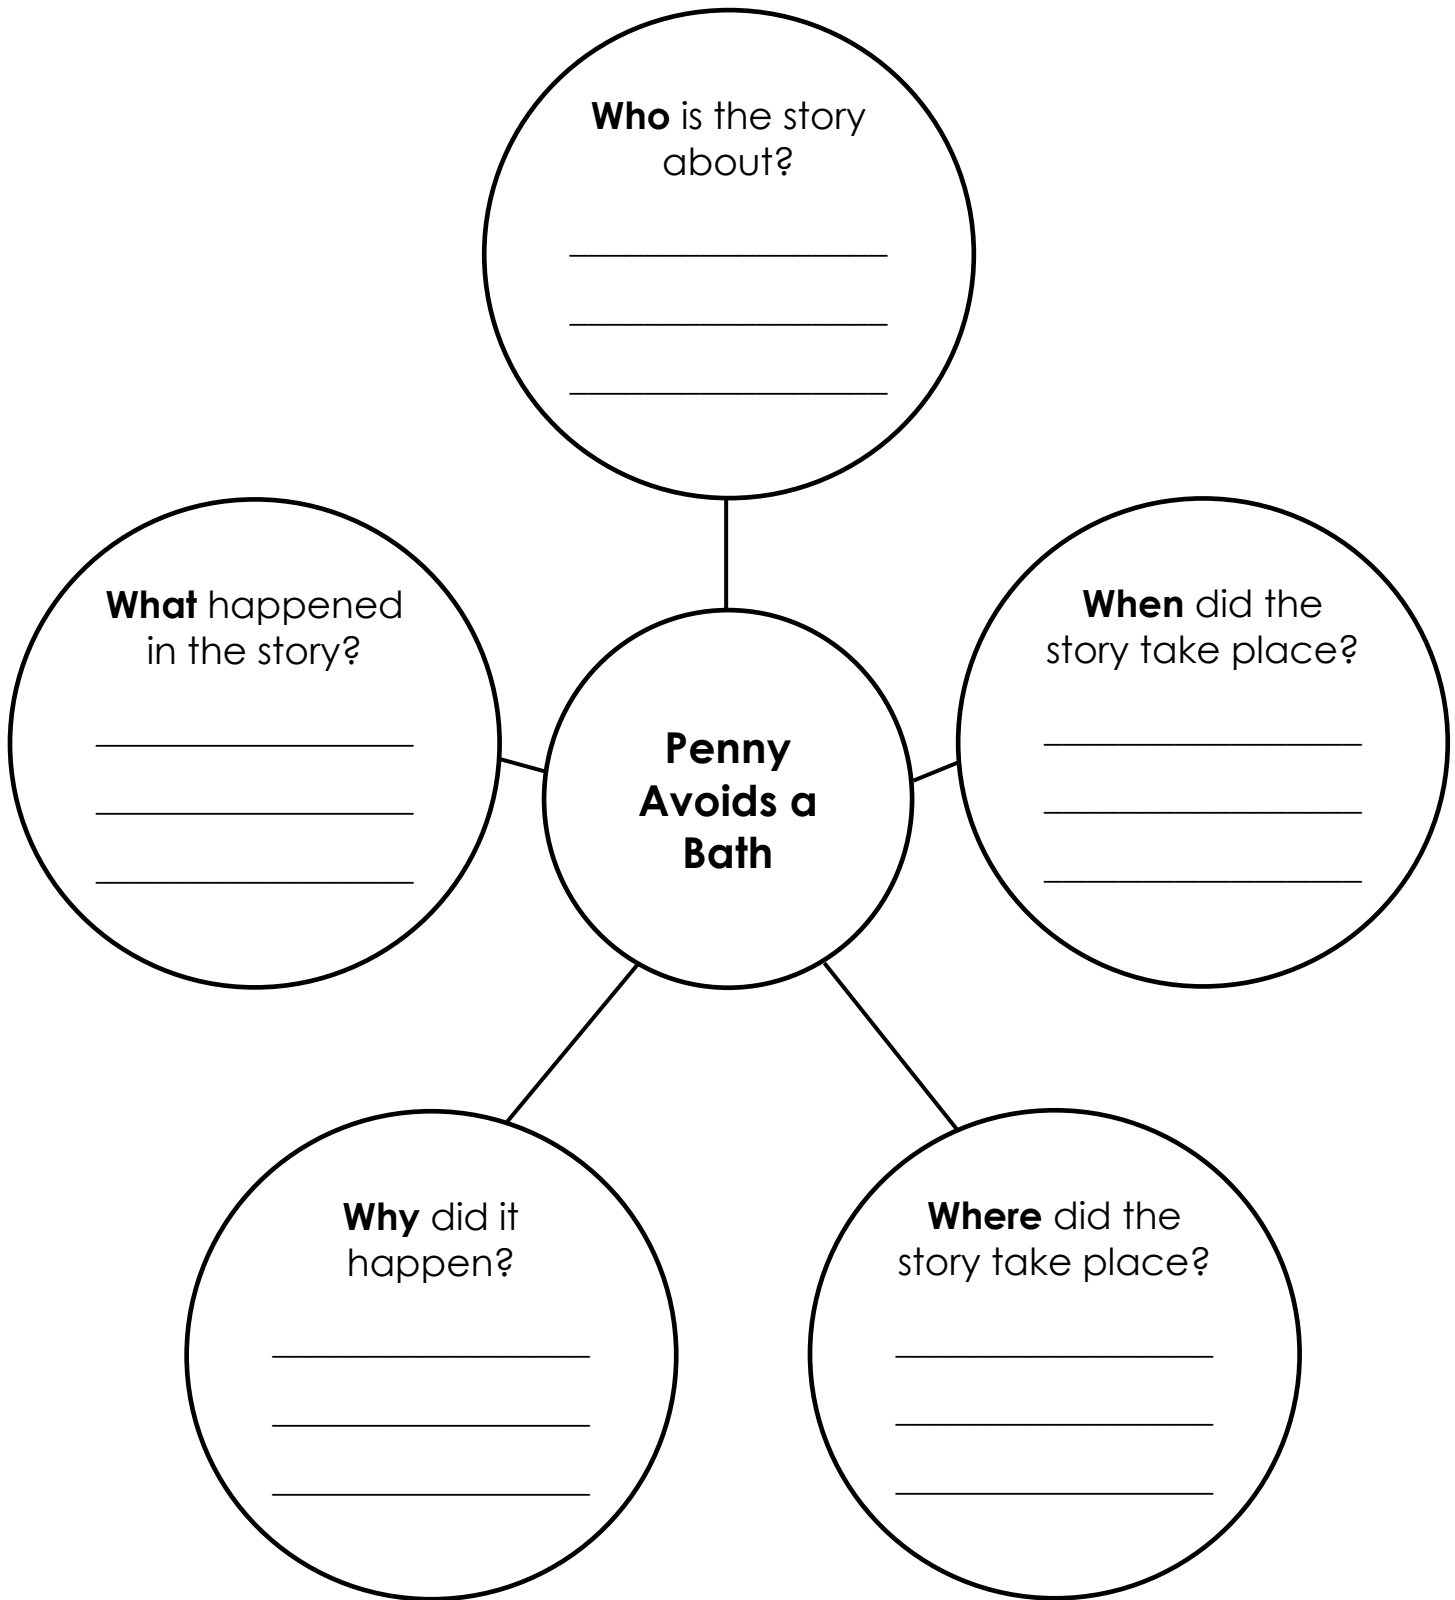 Who is the story
about?
What happened
in the story?
When did the
story take place?
Penny
Avoids a
Bath
Why did it
happen?
Where did the
story take place?